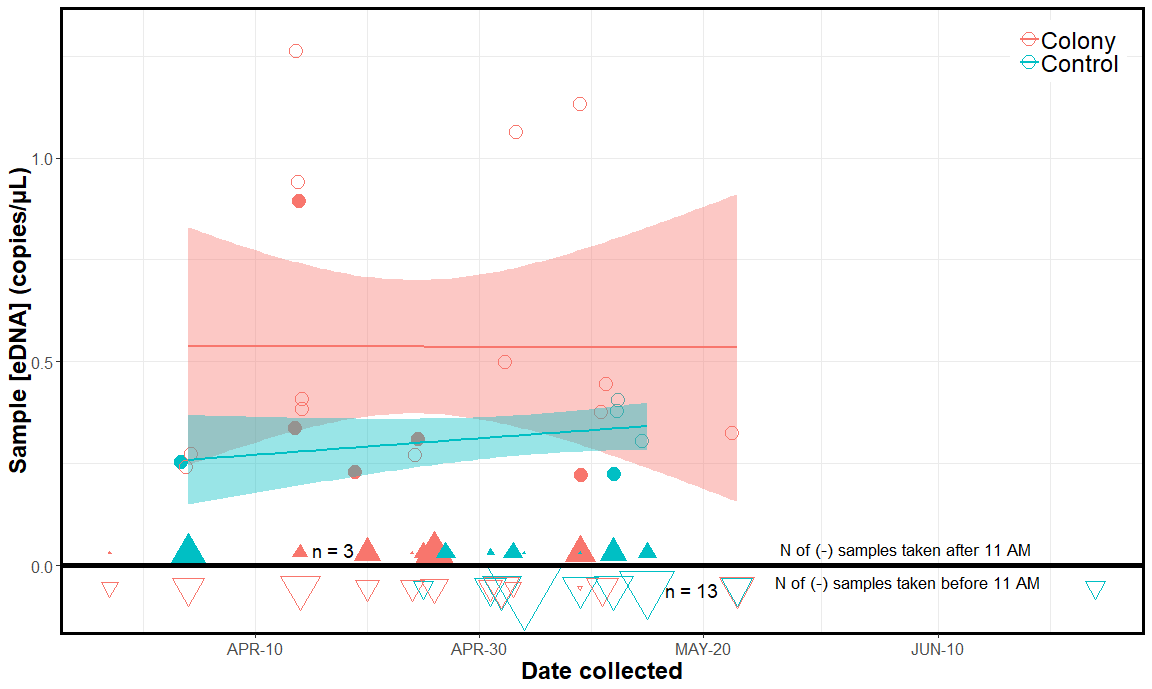 Colony
Control
Sample [eDNA] (copies/µL)
1.0
0.5
0.0
n = 3
N of (-) samples taken after 11 AM
n = 13
N of (-) samples taken before 11 AM
APR-10
APR-30
MAY-20
JUN-10
Date collected